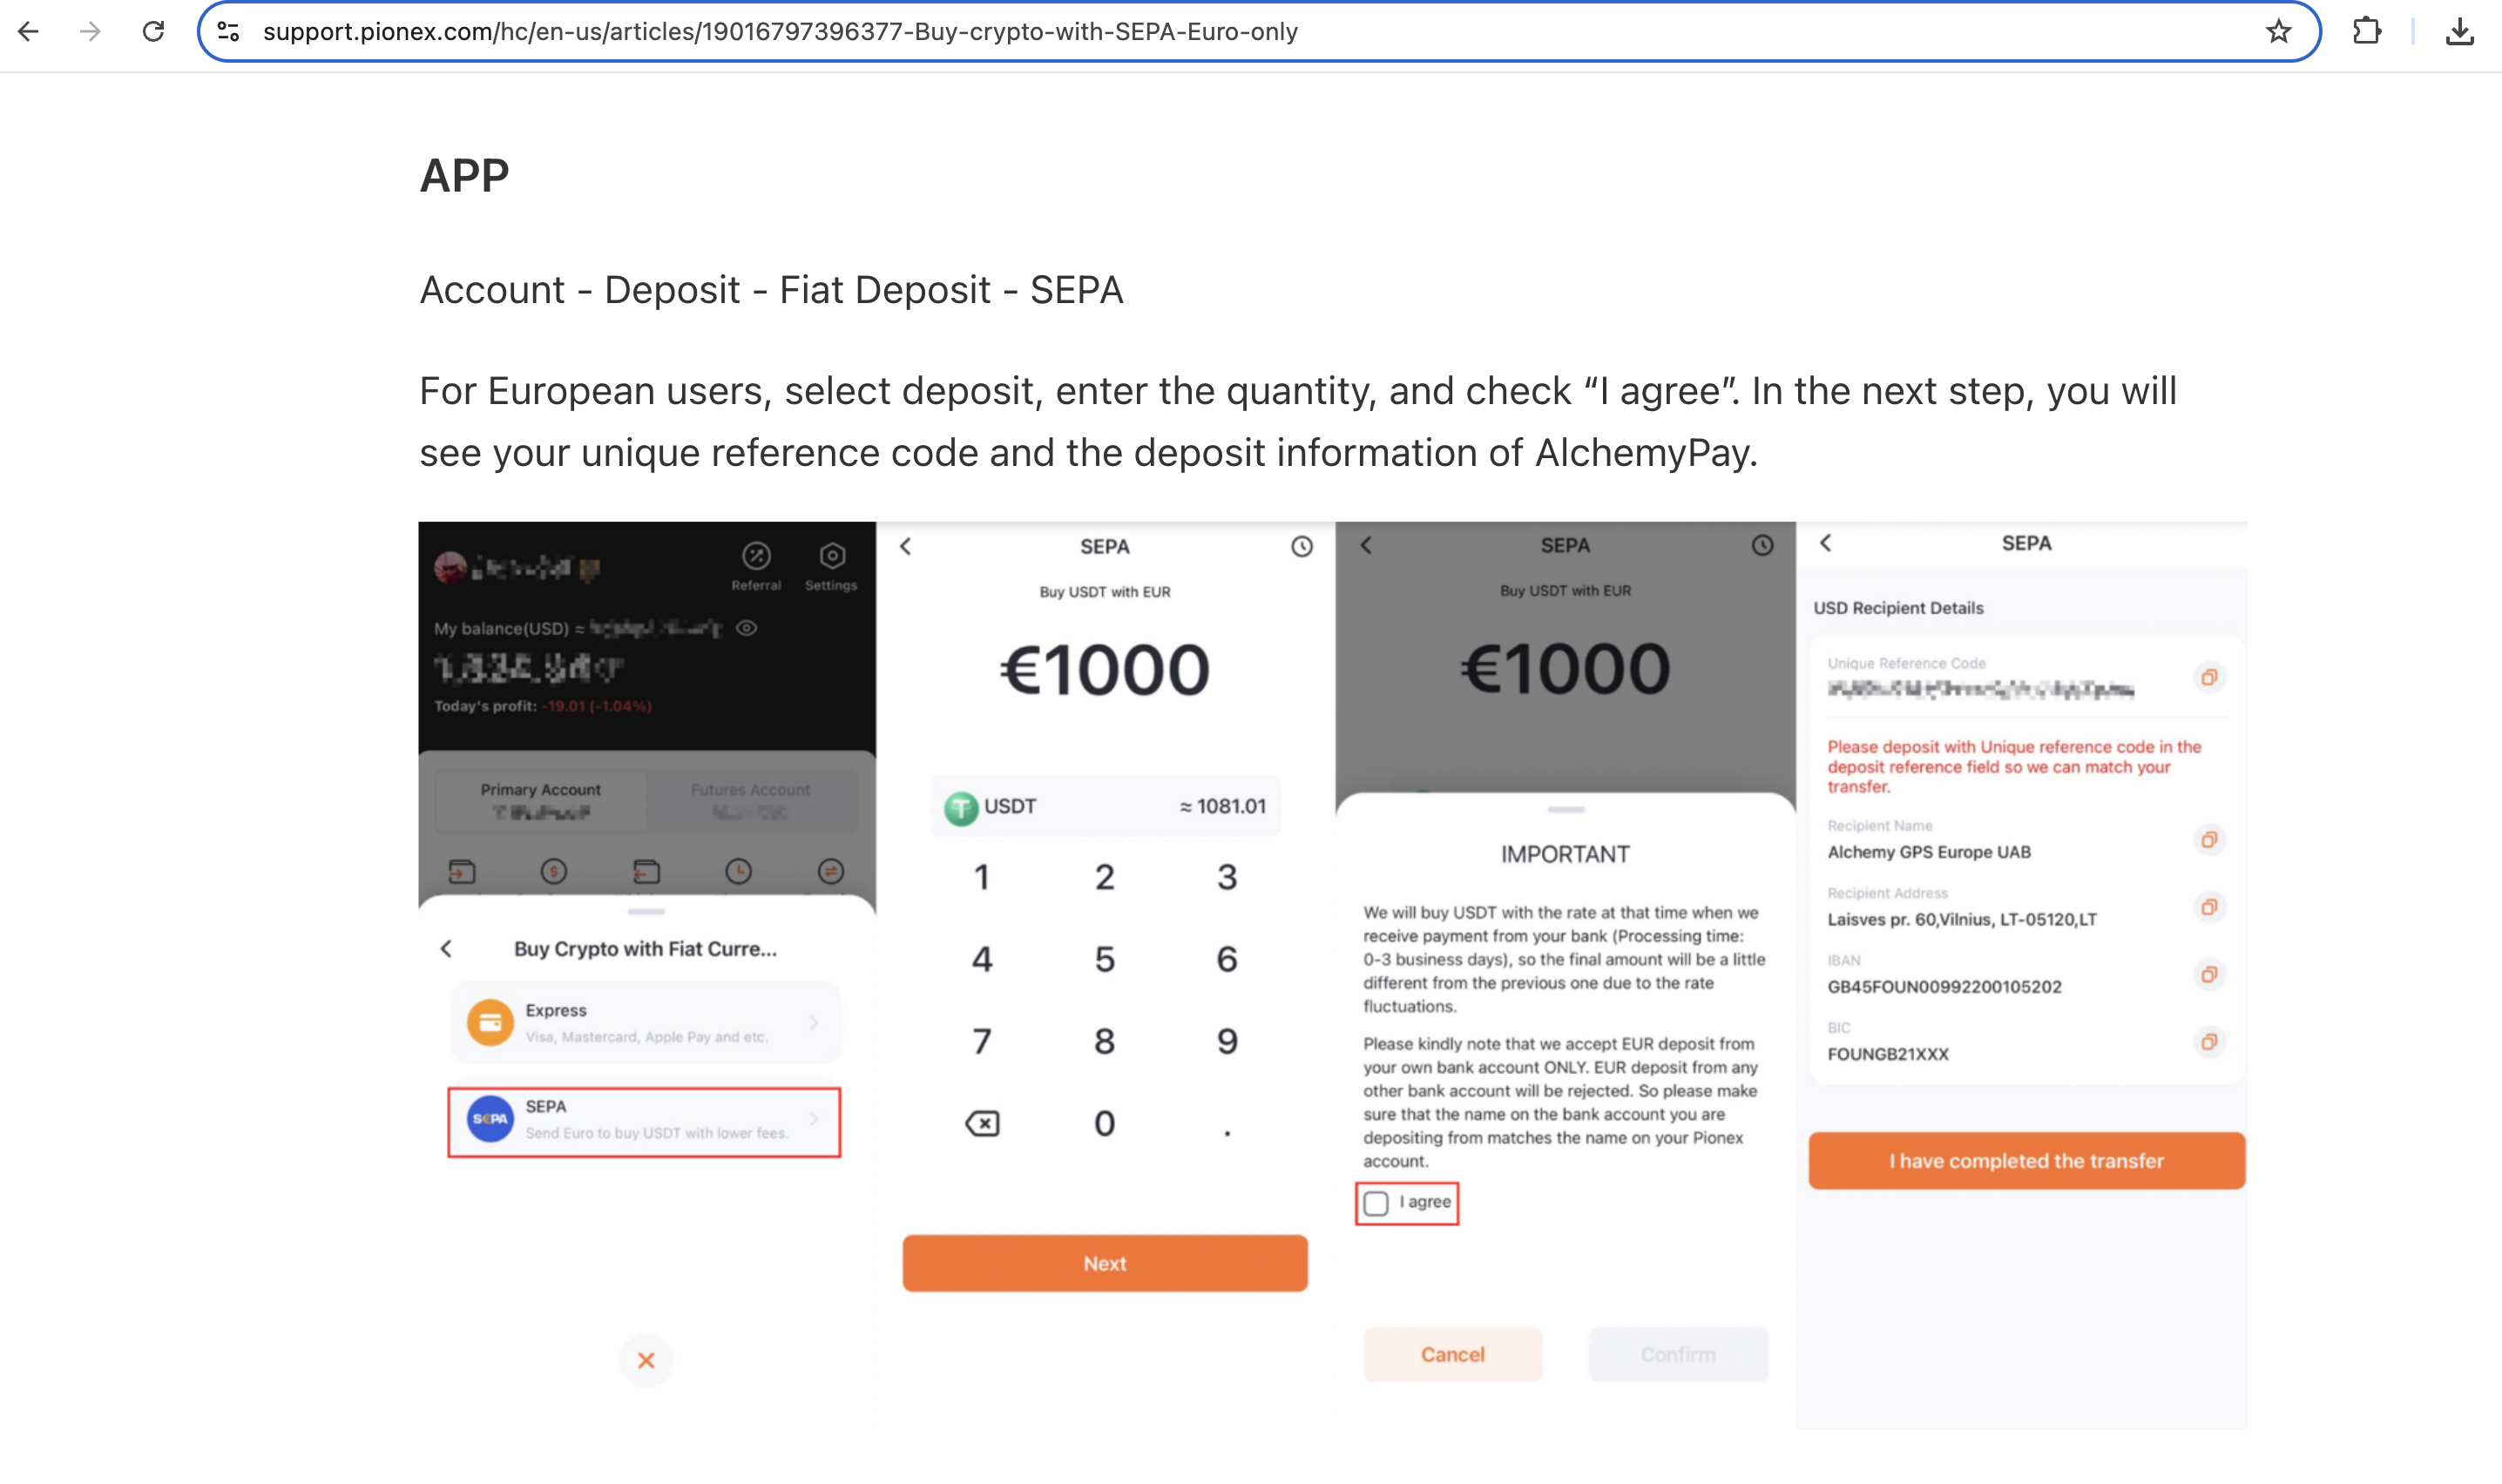 support.pionex.com/hc/en-us/articles/19016797396377-Buy-crypto-with-SEPA-Euro-only
APP
Account - Deposit - Fiat Deposit - SEPA
For European users, select deposit, enter the quantity, and check “I agree”. In the next step, you will
see your unique reference code and the deposit information of AlchemyPay.
Referral
Settings
My balance(USD) ≈
Today's profit: -19.01 (-1.04%)
Primary Account
Futures Account
Buy Crypto with Fiat Curre...
Express
Visa, Mastercard, Apple Pay and etc.
SEPA
SEPA
Send Euro to buy USDT with lower fees.
SEPA
Buy USDT with EUR
€1000
USDT
≈ 1081.01
1 2 3
4 5 6
7 8 9
0 .
Next
SEPA
Buy USDT with EUR
€1000
IMPORTANT
We will buy USDT with the rate at that time when we
receive payment from your bank (Processing time:
0-3 business days), so the final amount will be a little
different from the previous one due to the rate
fluctuations.
Please kindly note that we accept EUR deposit from
your own bank account ONLY. EUR deposit from any
other bank account will be rejected. So please make
sure that the name on the bank account you are
depositing from matches the name on your Pionex
account.
I agree
Cancel
Confirm
SEPA
USD Recipient Details
Unique Reference Code
Please deposit with Unique reference code in the
deposit reference field so we can match your
transfer.
Recipient Name
Alchemy GPS Europe UAB
Recipient Address
Laisves pr. 60,Vilnius, LT-05120,LT
IBAN
GB45FOUN00992200105202
BIC
FOUNGB21XXX
I have completed the transfer